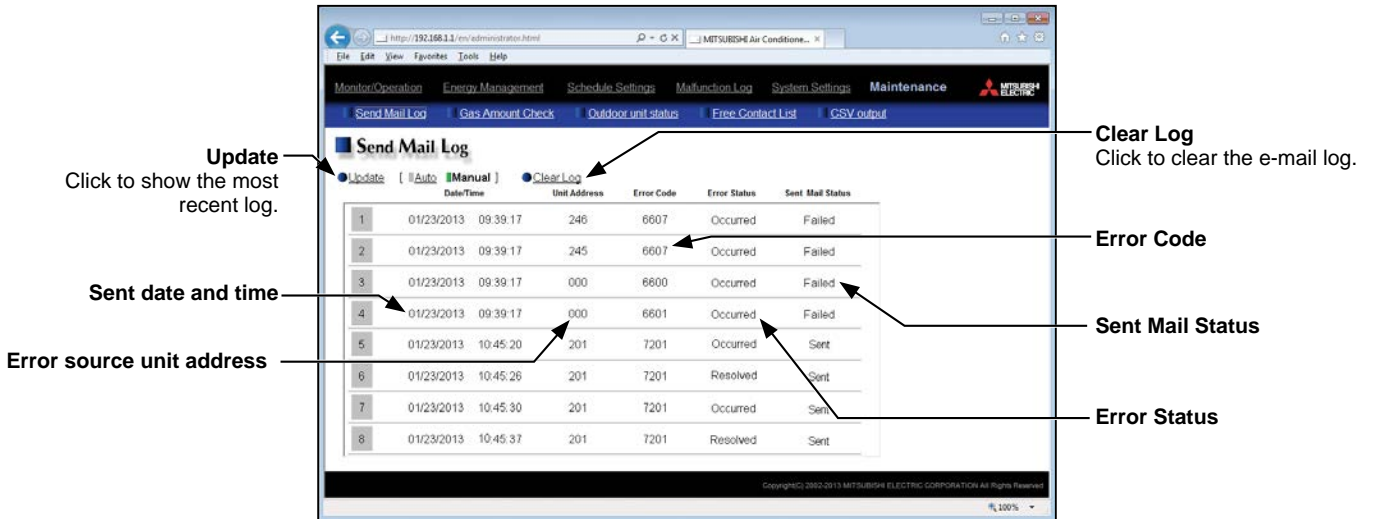 http://192.168.1.1/en/administrator.html
MITSUBISHI Air Conditione... ×
File Edit View Favorites Tools Help
Monitor/Operation Energy Management Schedule Settings Malfunction Log System Settings Maintenance MITSUBISHI ELECTRIC
Send Mail Log Gas Amount Check Outdoor unit status Free Contact List CSV output
Send Mail Log
Update [ Auto Manual ] Clear Log
Date/Time Unit Address Error Code Error Status Sent Mail Status
1 01/23/2013 09:39:17 246 6607 Occurred Failed
2 01/23/2013 09:39:17 245 6607 Occurred Failed
3 01/23/2013 09:39:17 000 6600 Occurred Failed
4 01/23/2013 09:39:17 000 6601 Occurred Failed
5 01/23/2013 10:45:20 201 7201 Occurred Sent
6 01/23/2013 10:45:26 201 7201 Resolved Sent
7 01/23/2013 10:45:30 201 7201 Occurred Sent
8 01/23/2013 10:45:37 201 7201 Resolved Sent
Copyright(C) 2002-2013 MITSUBISHI ELECTRIC CORPORATION All Rights Reserved
100%
Update
Click to show the most
recent log.
Sent date and time
Error source unit address
Clear Log
Click to clear the e-mail log.
Error Code
Sent Mail Status
Error Status